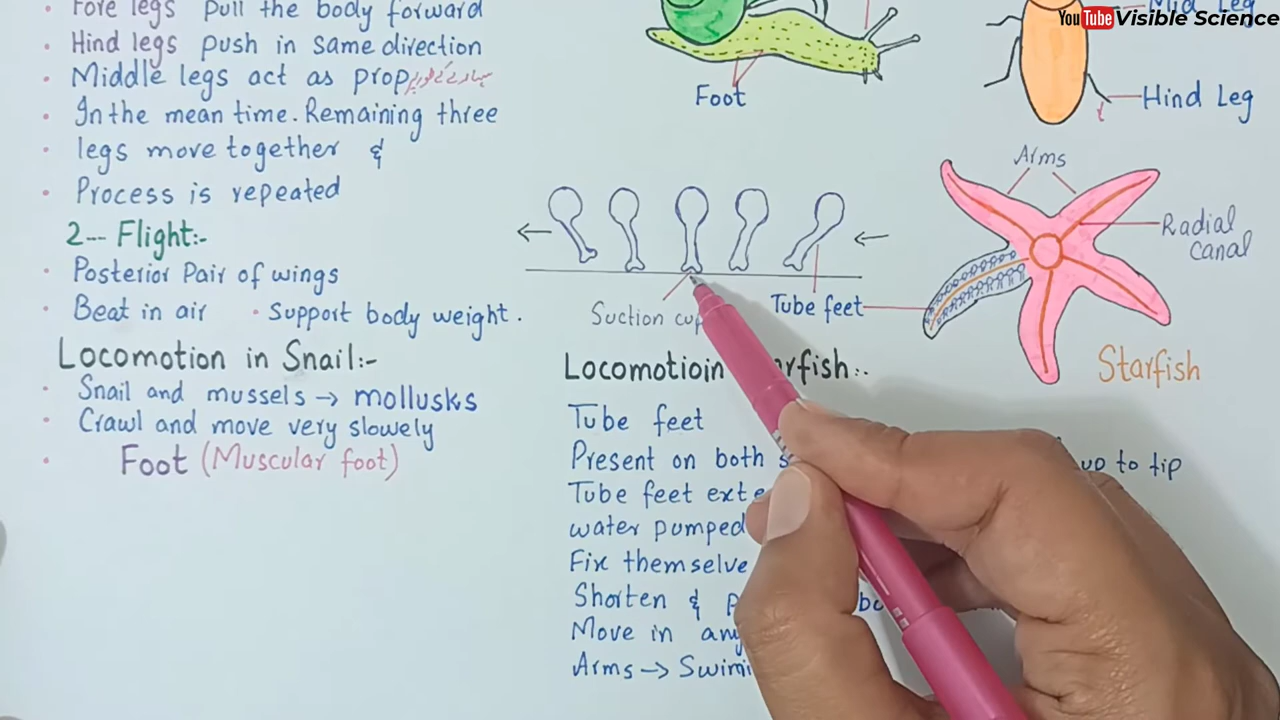 Fore legs pull the body forward
Hind legs push in same direction
Middle legs act as prop
In the mean time. Remaining three
legs move together &
Process is repeated
2--- Flight:-
Posterior Pair of wings
Beat in air · Support body weight.
Locomotion in Snail:-
Snail and mussels → mollusks
Crawl and move very slowely
Foot (Muscular foot)
Foot
YouTube Visible Science
Mid Leg
Hind Leg
Arms
Radial
canal
Suction cup
Tube feet
Starfish
Locomotioin
Tube feet
Present on both up to tip
Tube feet
water pumped
Fix
Shorten &
Move in
Arms →